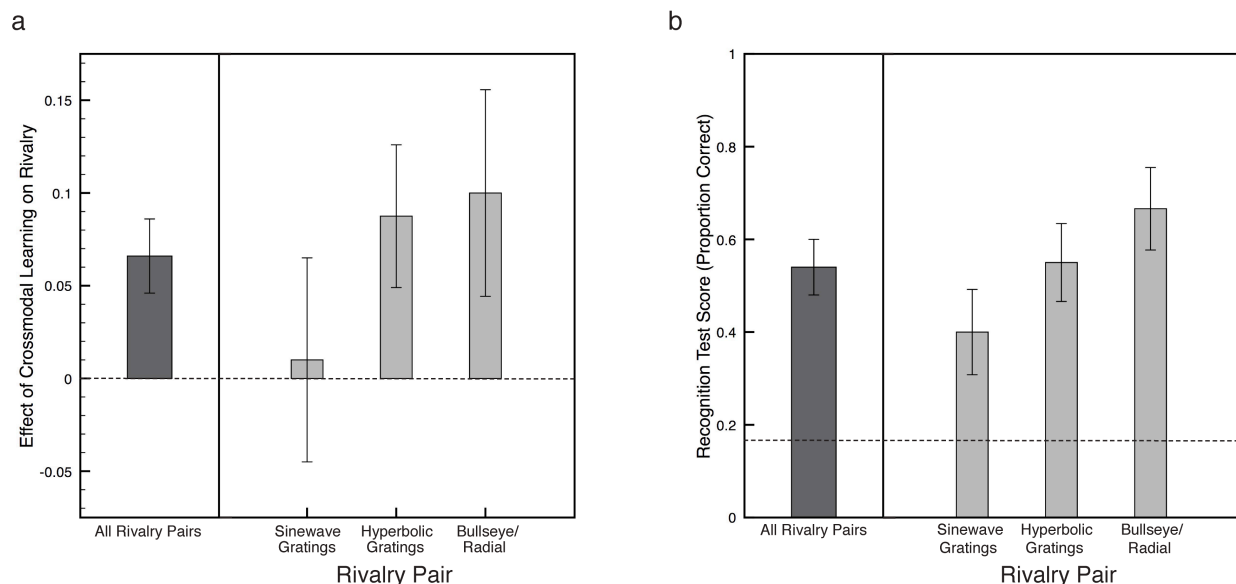 a
Effect of Crossmodal Learning on Rivalry
0.15
0.1
0.05
0
-0.05
All Rivalry Pairs
Sinewave
Gratings
Hyperbolic
Gratings
Bullseye/
Radial
Rivalry Pair
b
Recognition Test Score (Proportion Correct)
1
0.8
0.6
0.4
0.2
0
All Rivalry Pairs
Sinewave
Gratings
Hyperbolic
Gratings
Bullseye/
Radial
Rivalry Pair